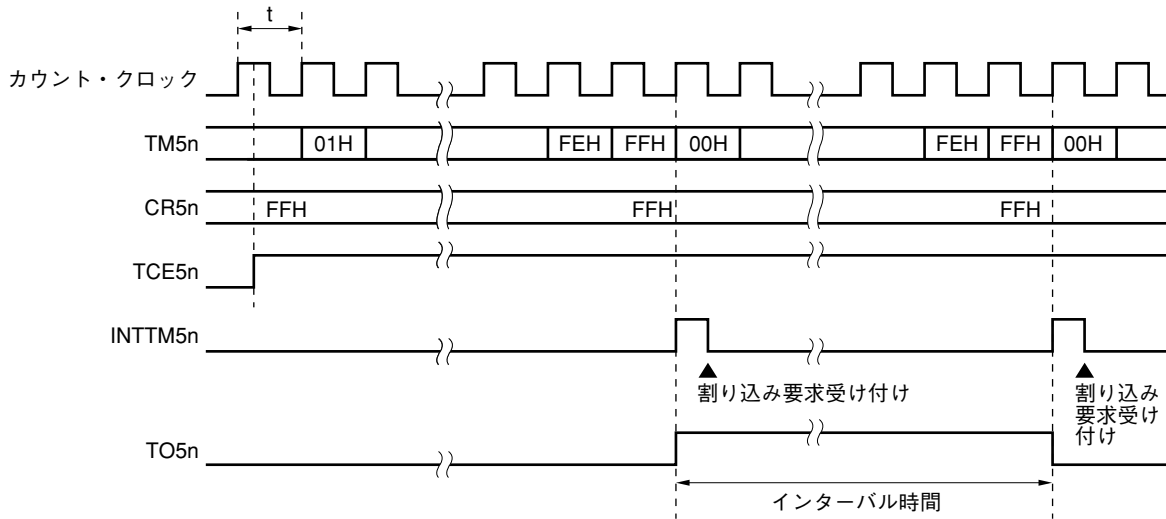 t
カウント・クロック
TM5n 01H FEH FFH 00H FEH FFH 00H
CR5n FFH FFH FFH
TCE5n
INTTM5n
割り込み要求受け付け
割り込み
要求受け
付け
TO5n
インターバル時間